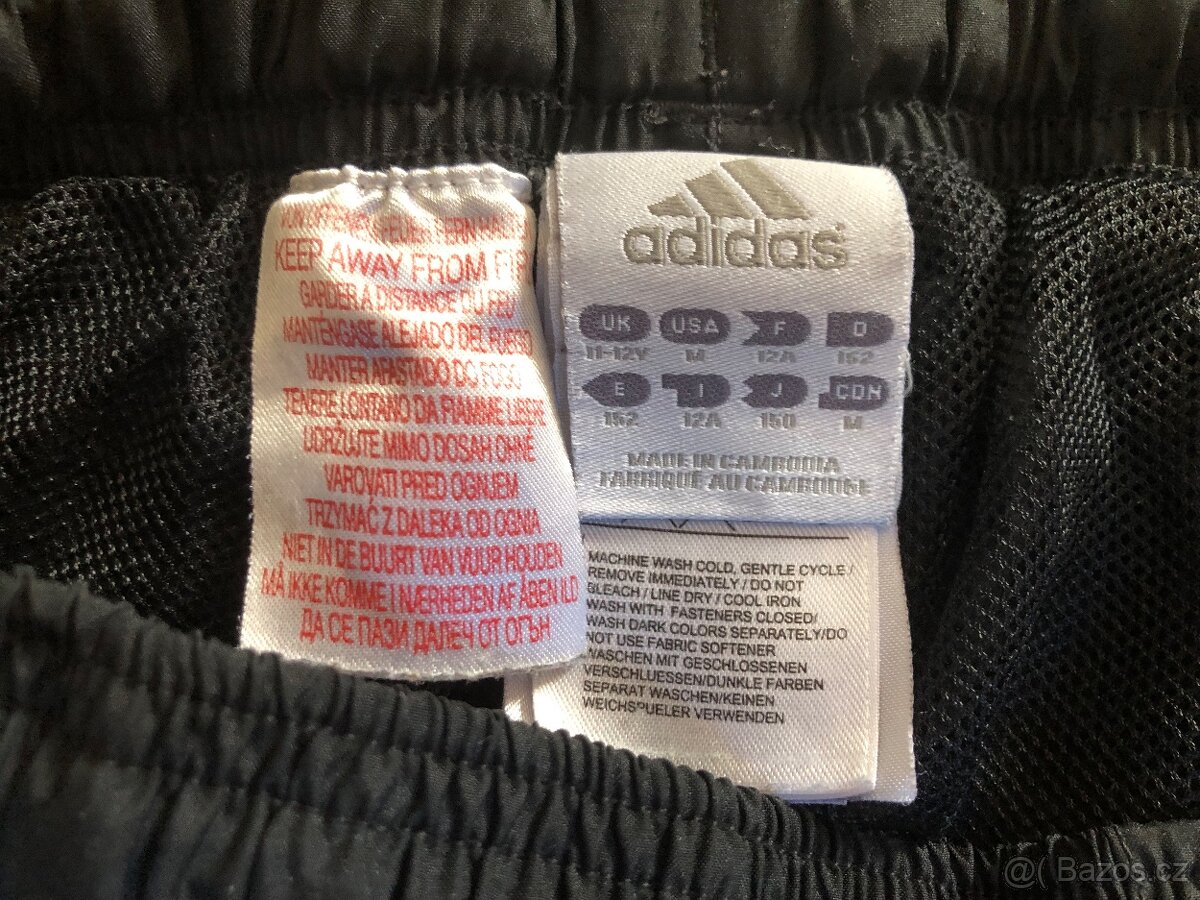 KEEP AWAY FROM
GARDER A DISTANCE DU FEU
MANTENGASE ALEJADO DEL FUEGO
MANTER AFASTADO DO FOGO
TENERE LONTANO DA FIAMME LIBERE
UDRŽUJTE MIMO DOSAH OHNĚ
VAROVATI PRED OGNJEM
TRZYMAĆ Z DALEKA OD OGNIA
NIET IN DE BUURT VAN VUUR HOUDEN
MÅ IKKE KOMME I NÆRHEDEN AF ÅBEN ILD
ДА СЕ ПАЗИ ДАЛЕЧ ОТ ОГЪН
adidas
UK USA F D
11-12Y M 12A 152
E I J CDN
152 12A 150 M
MADE IN CAMBODIA
FABRIQUE AU CAMBODGE
MACHINE WASH COLD, GENTLE CYCLE /
REMOVE IMMEDIATELY / DO NOT
BLEACH / LINE DRY / COOL IRON
WASH WITH FASTENERS CLOSED/
WASH DARK COLORS SEPARATELY/DO
NOT USE FABRIC SOFTENER
WASCHEN MIT GESCHLOSSENEN
VERSCHLUESSEN/DUNKLE FARBEN
SEPARAT WASCHEN/KEINEN
WEICHSPUELER VERWENDEN
@( Bazos.cz